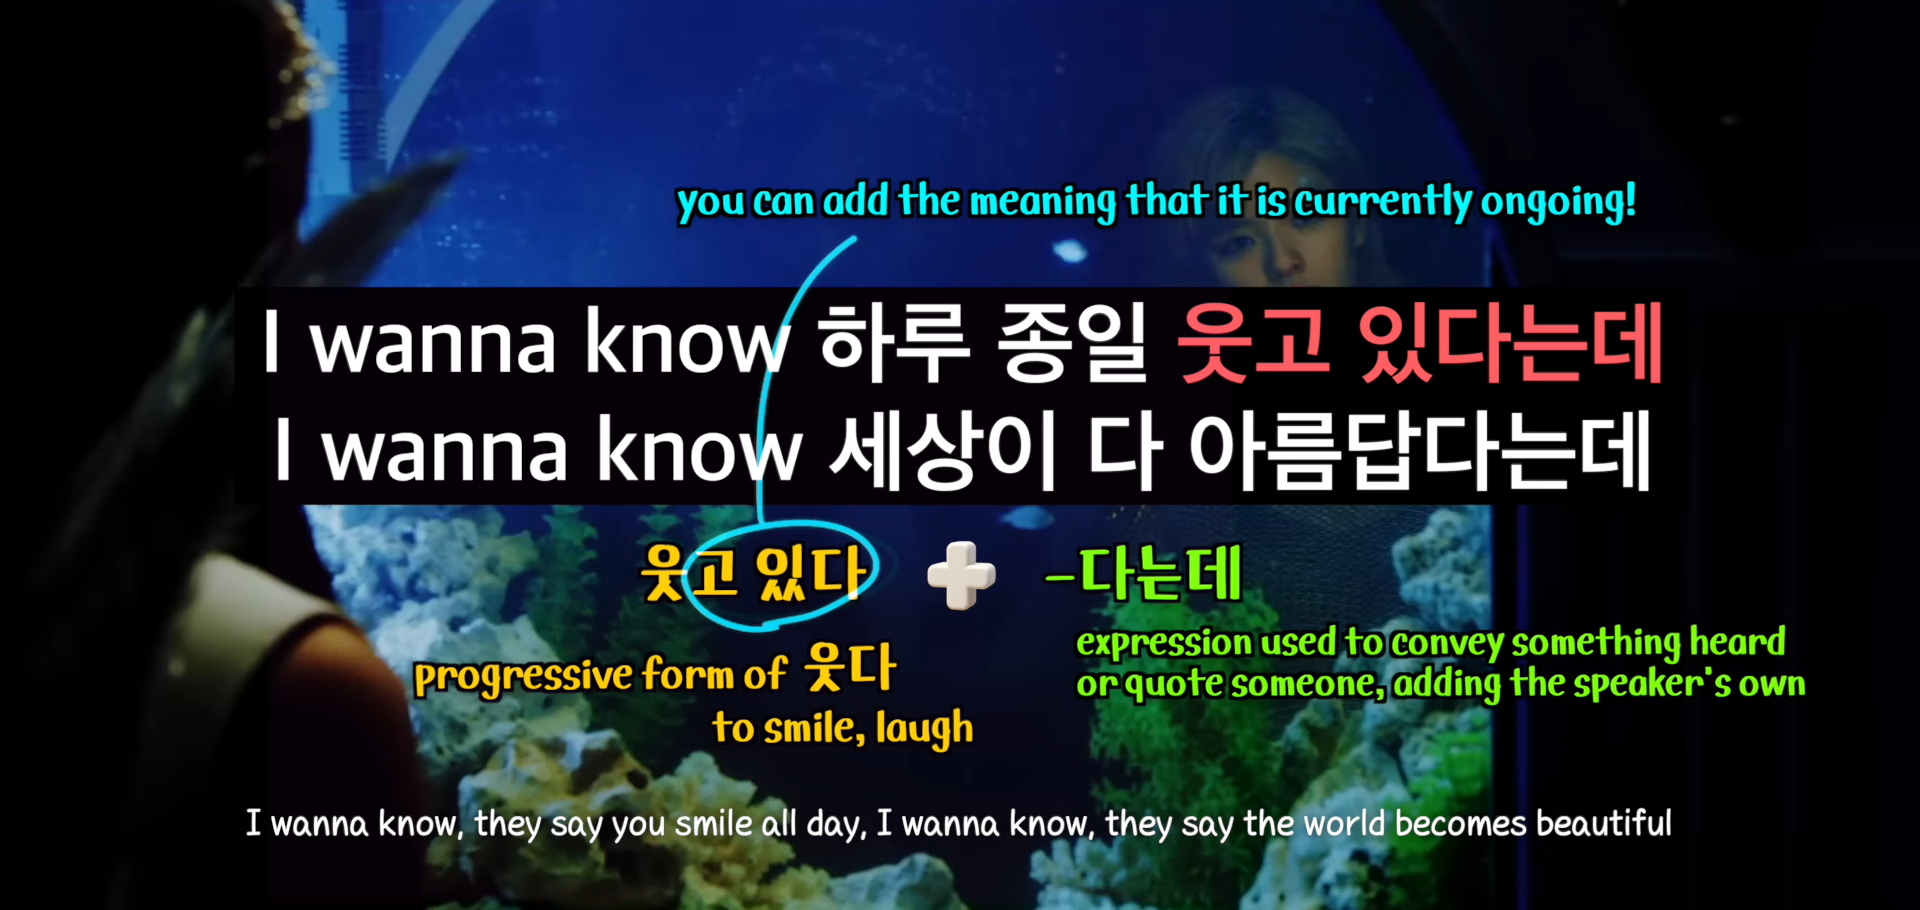 you can add the meaning that it is currently ongoing!
I wanna know 하루 종일 웃고 있다는데
I wanna know 세상이 다 아름답다는데
웃고 있다 + -다는데
progressive form of 웃다
to smile, laugh
expression used to convey something heard
or quote someone, adding the speaker's own
I wanna know, they say you smile all day, I wanna know, they say the world becomes beautiful